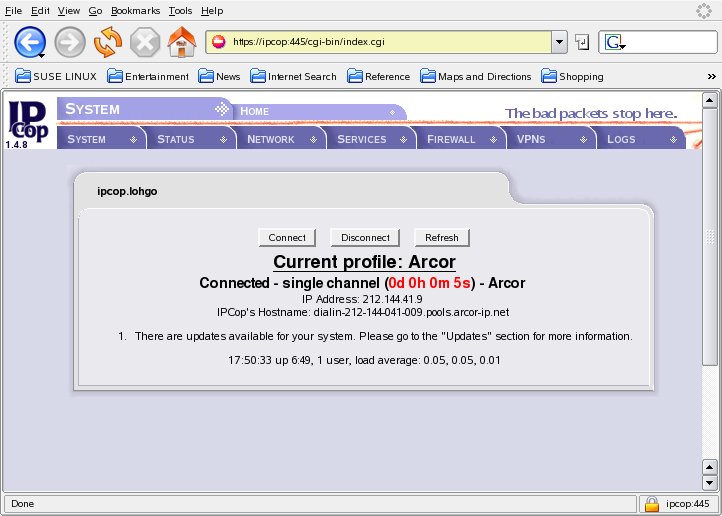 File Edit View Go Bookmarks Tools Help
https://ipcop:445/cgi-bin/index.cgi
G
SUSE LINUX Entertainment News Internet Search Reference Maps and Directions Shopping »
IP cop
1.4.8
SYSTEM HOME
The bad packets stop here.
SYSTEM STATUS NETWORK SERVICES FIREWALL VPNS LOGS
ipcop.lohgo
Connect Disconnect Refresh
Current profile: Arcor
Connected - single channel (0d 0h 0m 5s) - Arcor
IP Address: 212.144.41.9
IPCop's Hostname: dialin-212-144-041-009.pools.arcor-ip.net
1. There are updates available for your system. Please go to the "Updates" section for more information.
17:50:33 up 6:49, 1 user, load average: 0.05, 0.05, 0.01
Done
ipcop:445